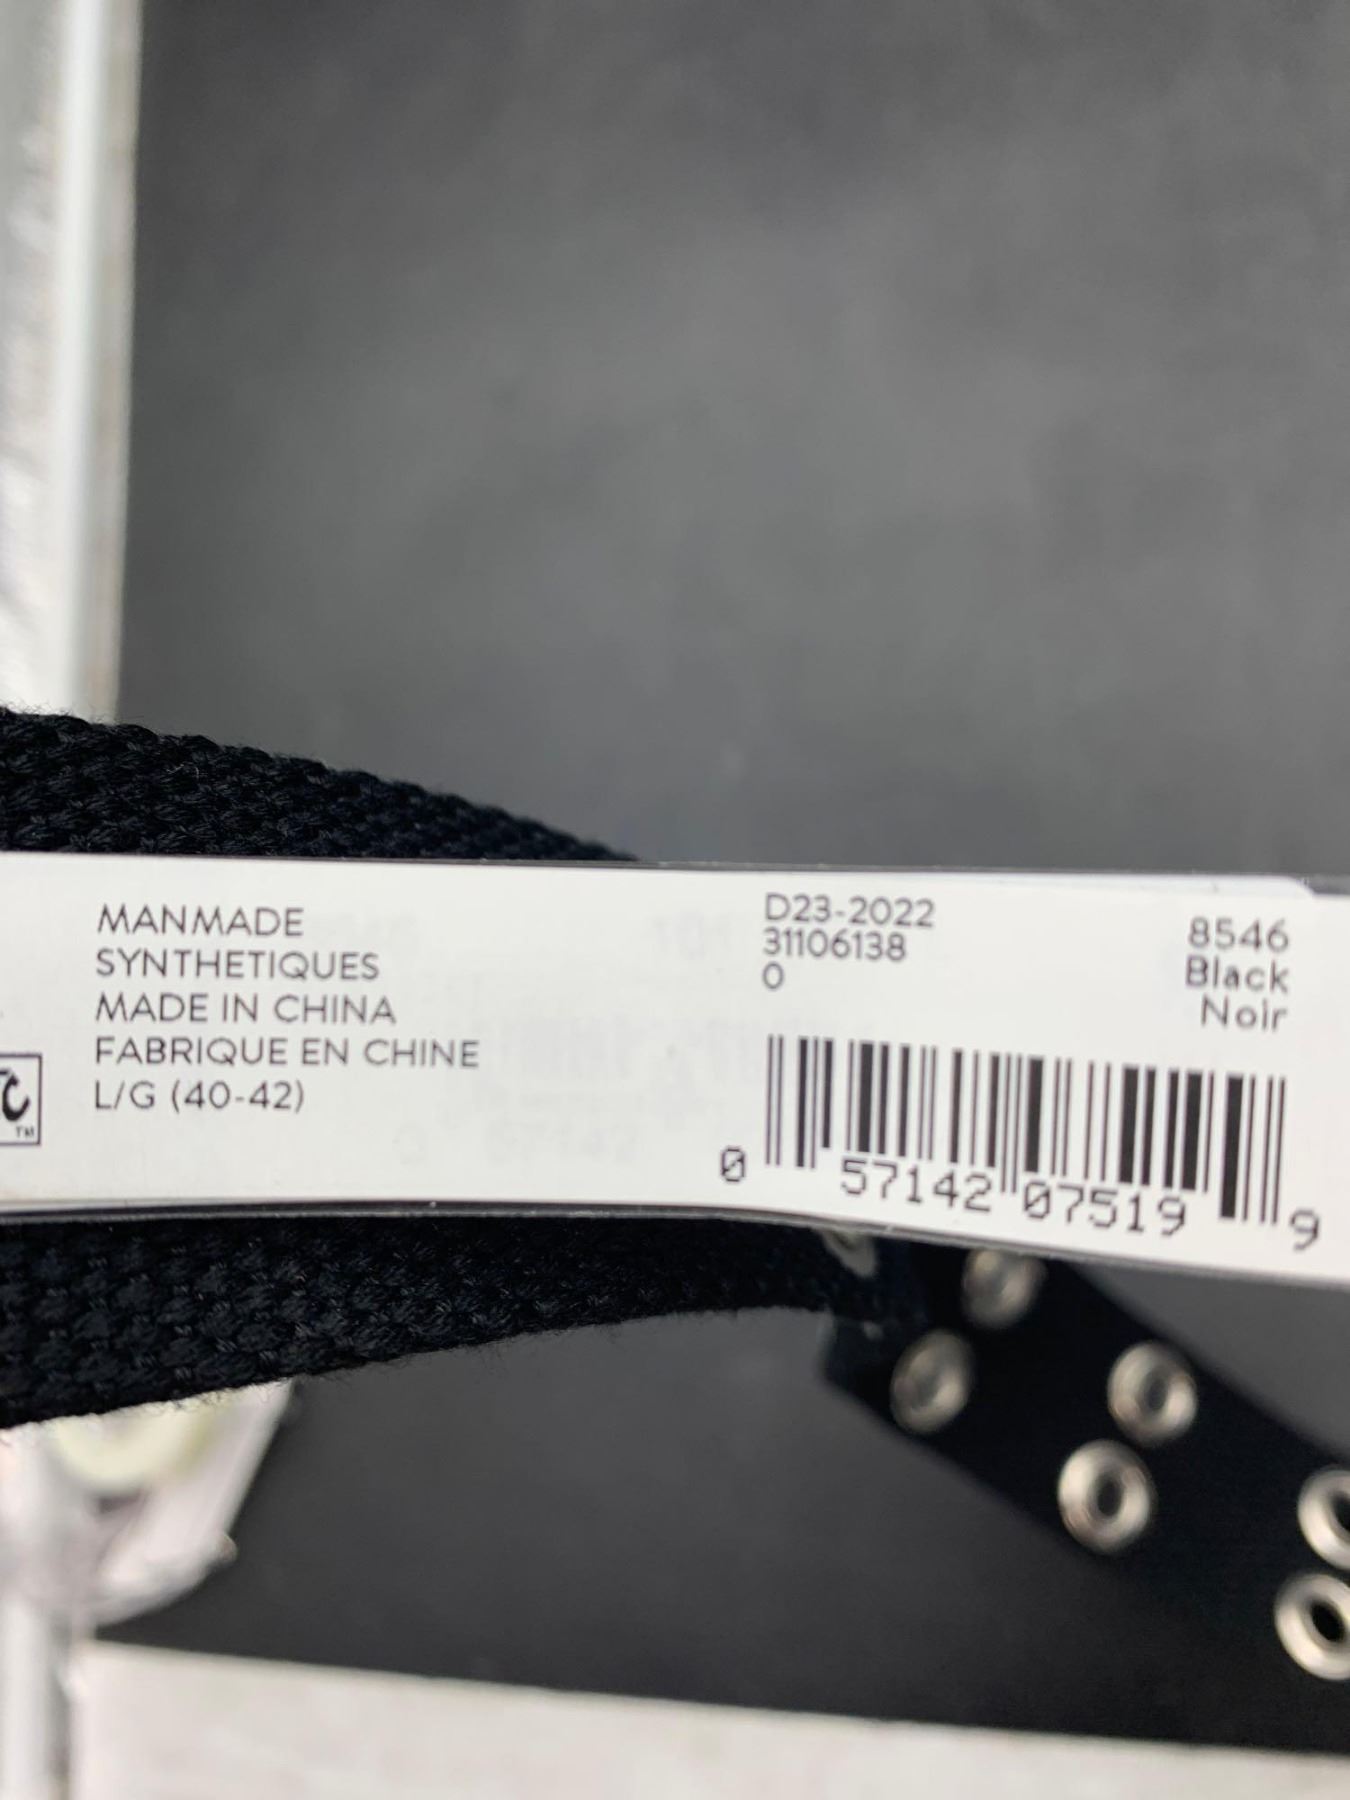 MANMADE
SYNTHETIQUES
MADE IN CHINA
FABRIQUE EN CHINE
L/G (40-42)
TM
D23-2022
31106138
0
8546
Black
Noir
0 57142 07519 9